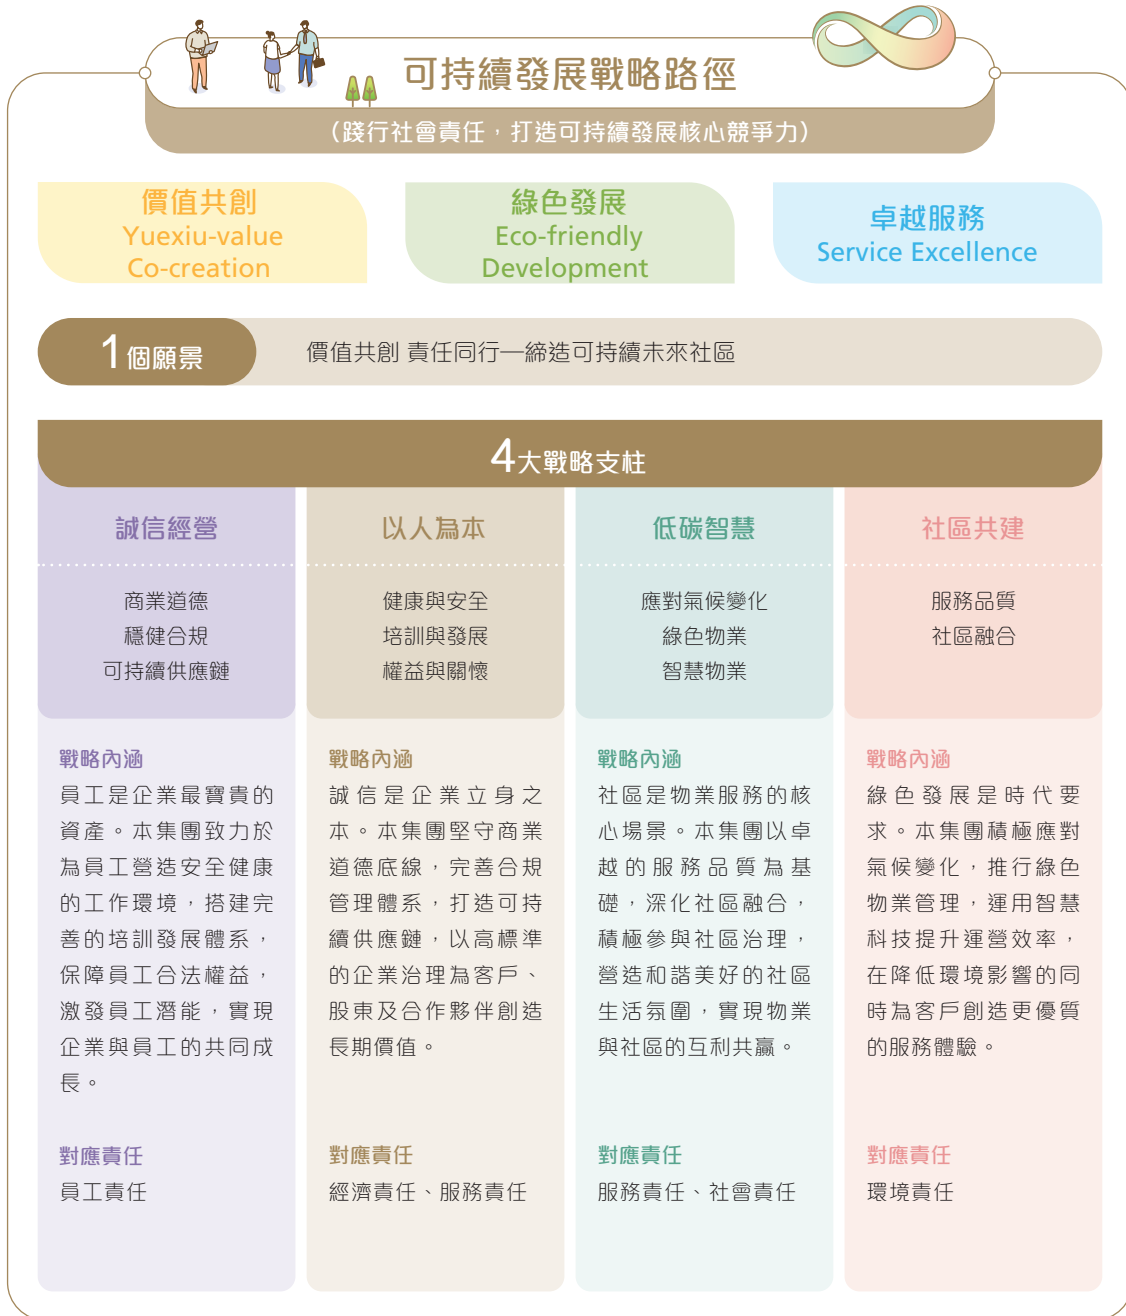 可持續發展戰略路徑
（踐行社會責任，打造可持續發展核心競爭力）
價值共創
Yuexiu-value
Co-creation
綠色發展
Eco-friendly
Development
卓越服務
Service Excellence
1個願景
價值共創 責任同行—締造可持續未來社區
4大戰略支柱
誠信經營
商業道德
穩健合規
可持續供應鏈
戰略內涵
員工是企業最寶貴的
資產。本集團致力於
為員工營造安全健康
的工作環境，搭建完
善的培訓發展體系，
保障員工合法權益，
激發員工潛能，實現
企業與員工的共同成
長。
對應責任
員工責任
以人為本
健康與安全
培訓與發展
權益與關懷
戰略內涵
誠信是企業立身之
本。本集團堅守商業
道德底線，完善合規
管理體系，打造可持
續供應鏈，以高標準
的企業治理為客戶、
股東及合作夥伴創造
長期價值。
對應責任
經濟責任、服務責任
低碳智慧
應對氣候變化
綠色物業
智慧物業
戰略內涵
社區是物業服務的核
心場景。本集團以卓
越的服務品質為基
礎，深化社區融合，
積極參與社區治理，
營造和諧美好的社區
生活氛圍，實現物業
與社區的互利共贏。
對應責任
服務責任、社會責任
社區共建
服務品質
社區融合
戰略內涵
綠色發展是時代要
求。本集團積極應對
氣候變化，推行綠色
物業管理，運用智慧
科技提升運營效率，
在降低環境影響的同
時為客戶創造更優質
的服務體驗。
對應責任
環境責任